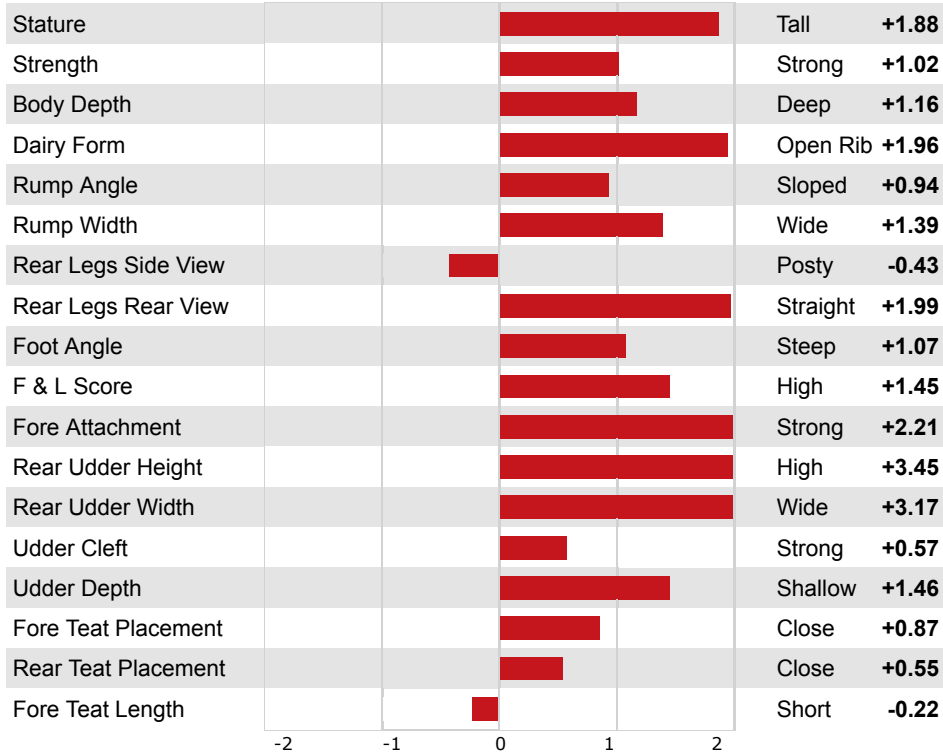 Stature Tall +1.88
Strength Strong +1.02
Body Depth Deep +1.16
Dairy Form Open Rib +1.96
Rump Angle Sloped +0.94
Rump Width Wide +1.39
Rear Legs Side View Posty -0.43
Rear Legs Rear View Straight +1.99
Foot Angle Steep +1.07
F & L Score High +1.45
Fore Attachment Strong +2.21
Rear Udder Height High +3.45
Rear Udder Width Wide +3.17
Udder Cleft Strong +0.57
Udder Depth Shallow +1.46
Fore Teat Placement Close +0.87
Rear Teat Placement Close +0.55
Fore Teat Length Short -0.22
-2 -1 0 1 2